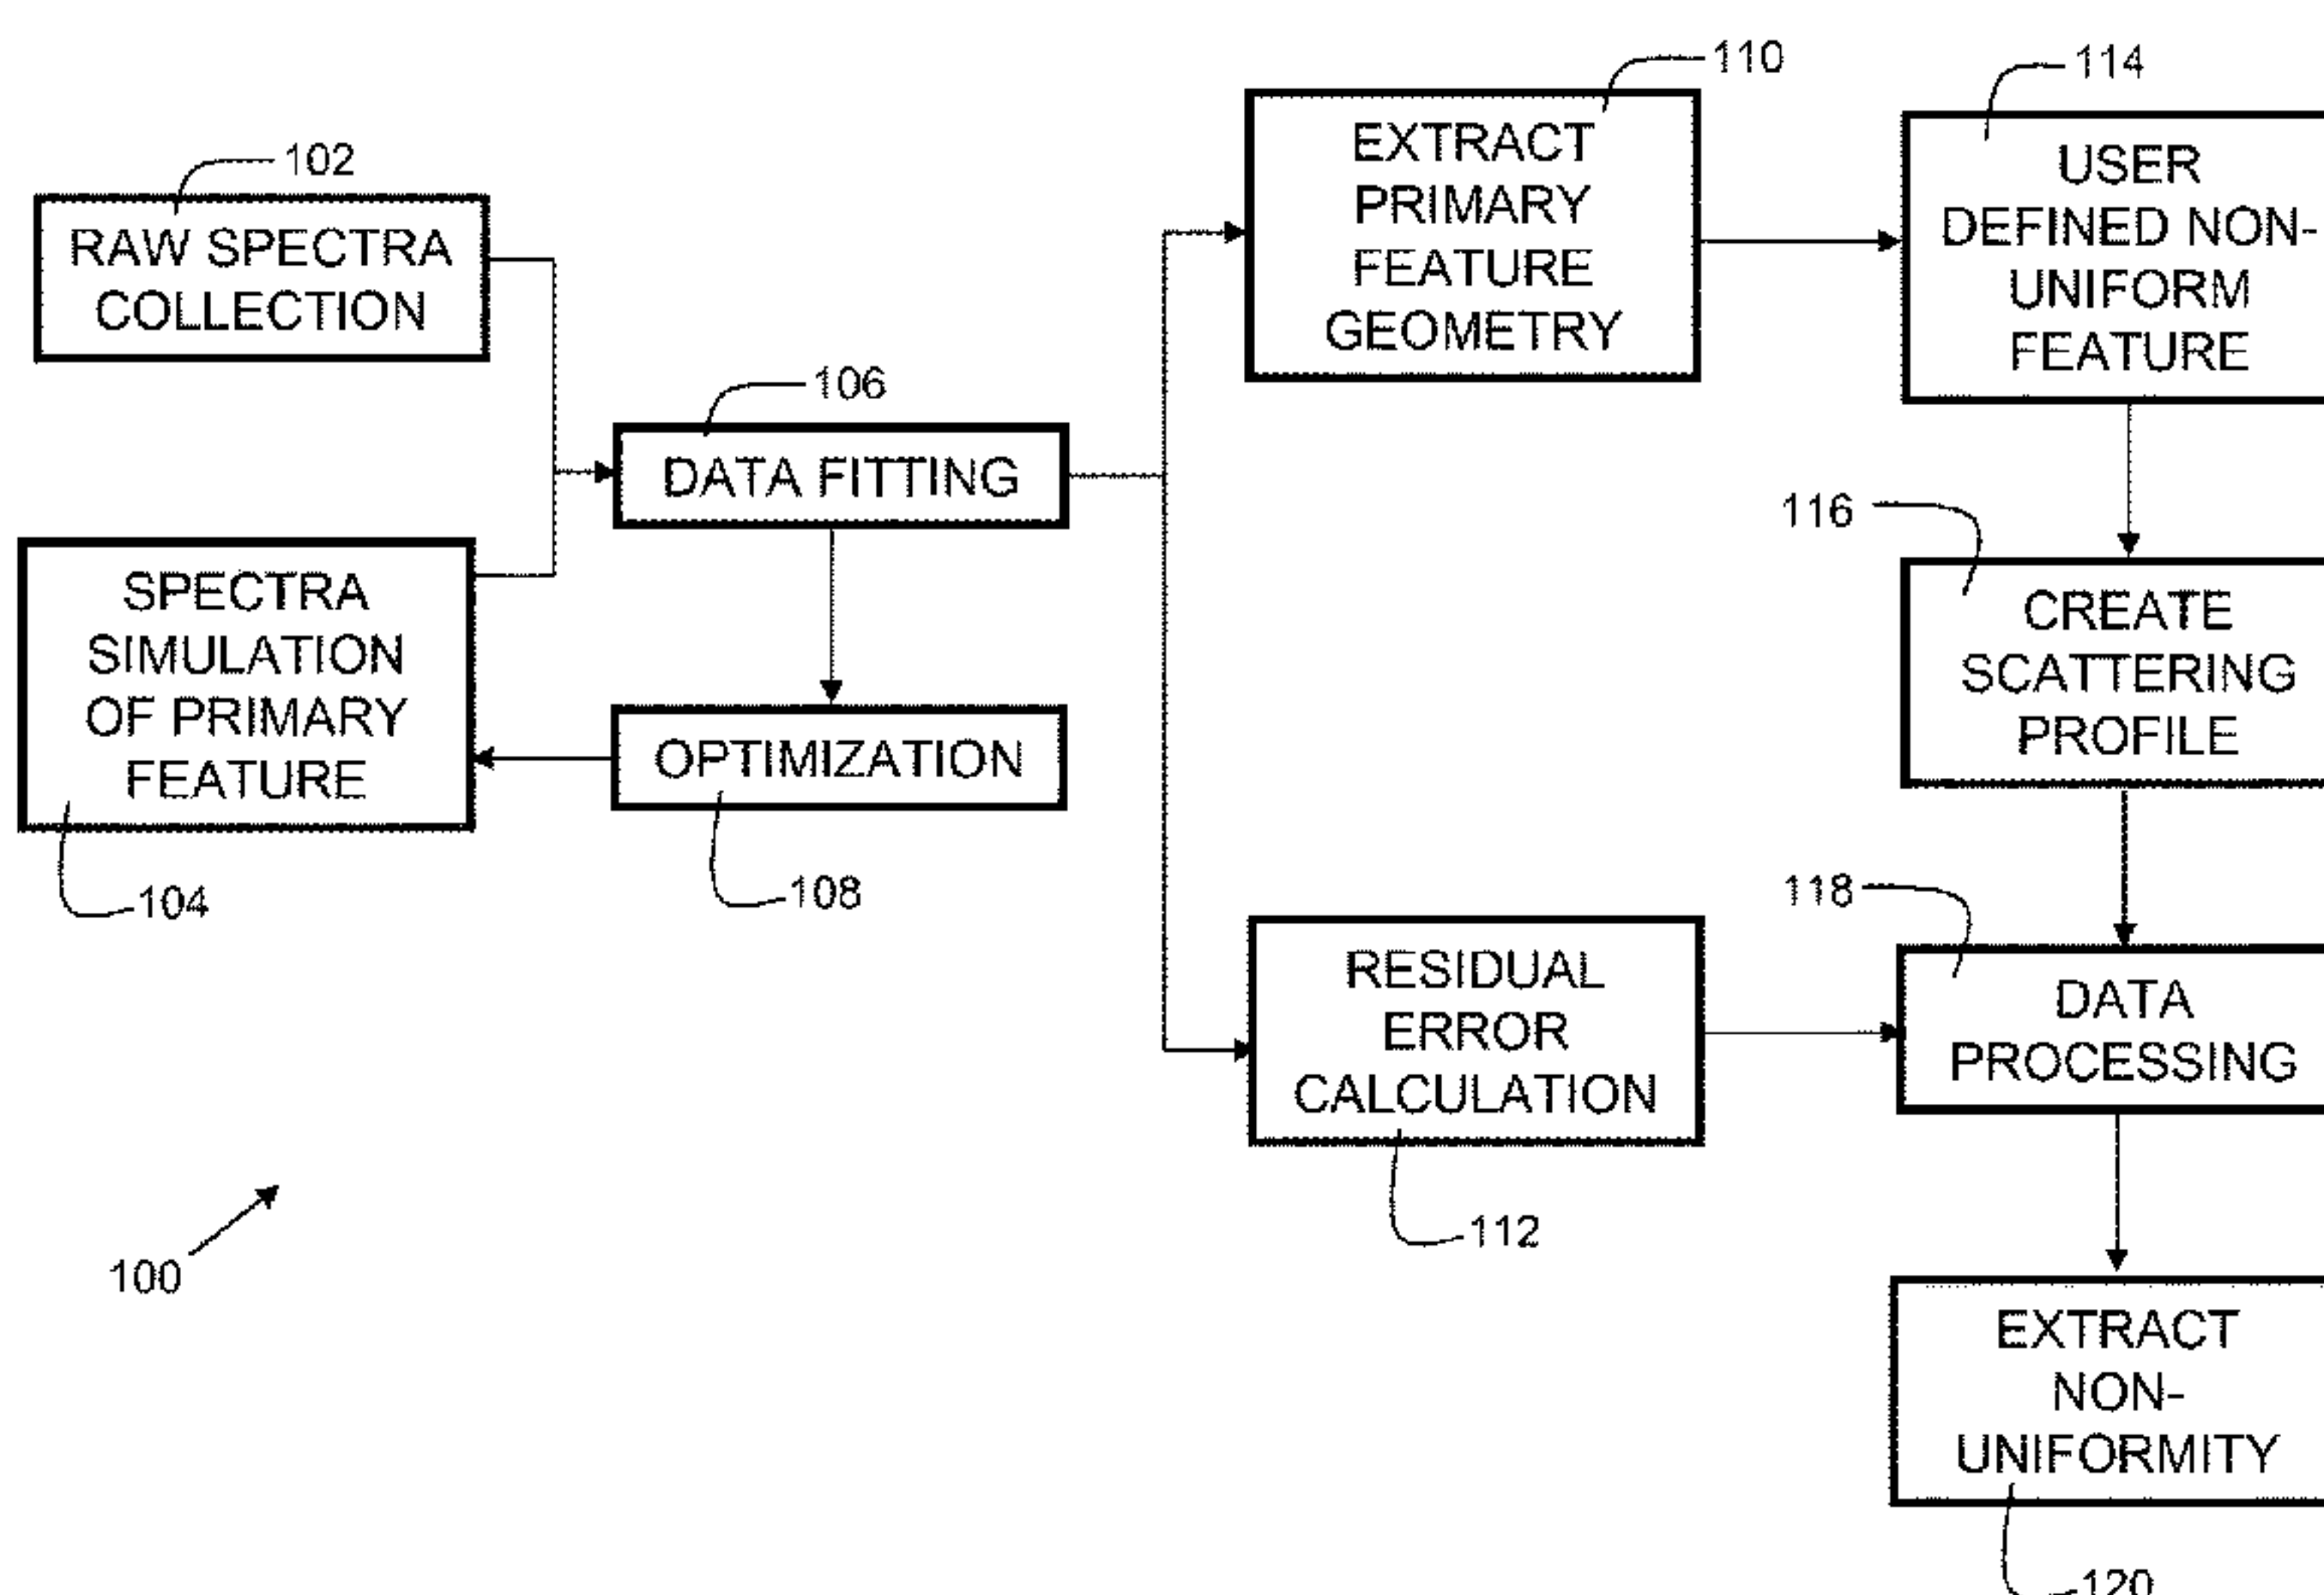 102
RAW SPECTRA
COLLECTION
SPECTRA
SIMULATION
OF PRIMARY
FEATURE
104
106
DATA FITTING
OPTIMIZATION
108
110
EXTRACT
PRIMARY
FEATURE
GEOMETRY
RESIDUAL
ERROR
CALCULATION
112
114
USER
DEFINED NON-
UNIFORM
FEATURE
116
CREATE
SCATTERING
PROFILE
118
DATA
PROCESSING
EXTRACT
NON-
UNIFORMITY
120
100